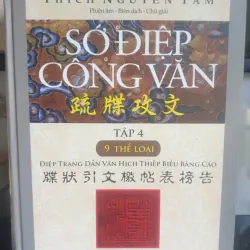 THÍCH NGUYÊN TÂM
Phiên âm - Biên dịch - Chú giải
SỚ ĐIỆP
CÔNG VĂN
疏牒攻文
TẬP 4
9 THỂ LOẠI
ĐIỆP TRẠNG DẪN VĂN HỊCH THIẾP BIỂU BẢNG CÁO
牒狀引文檄帖表榜告